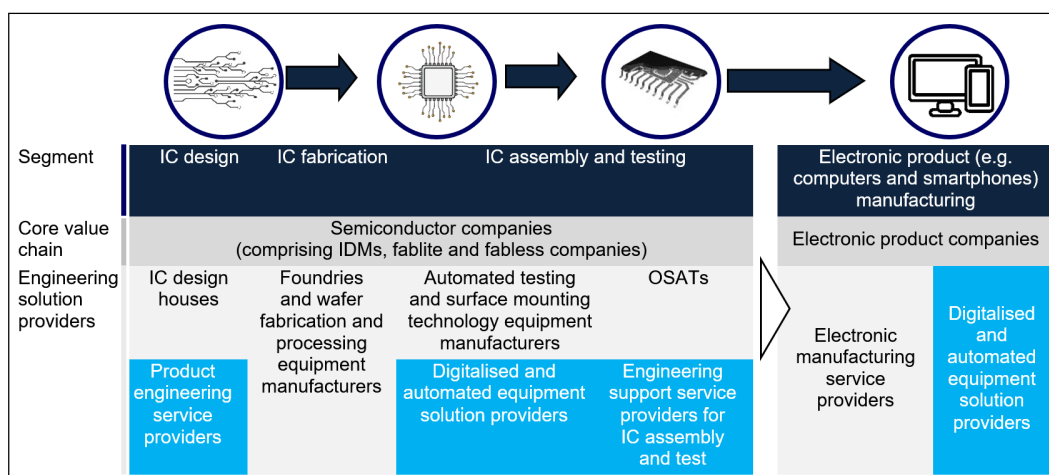 Segment
IC design
IC fabrication
IC assembly and testing
Electronic product (e.g.
computers and smartphones)
manufacturing
Core value
chain
Semiconductor companies
(comprising IDMs, fablite and fabless companies)
Electronic product companies
Engineering
solution
providers
IC design
houses
Foundries
and wafer
fabrication and
processing
equipment
manufacturers
Automated testing
and surface mounting
technology equipment
manufacturers
OSATs
Product
engineering
service
providers
Digitalised and
automated equipment
solution providers
Engineering
support service
providers for
IC assembly
and test
Electronic
manufacturing
service
providers
Digitalised
and
automated
equipment
solution
providers